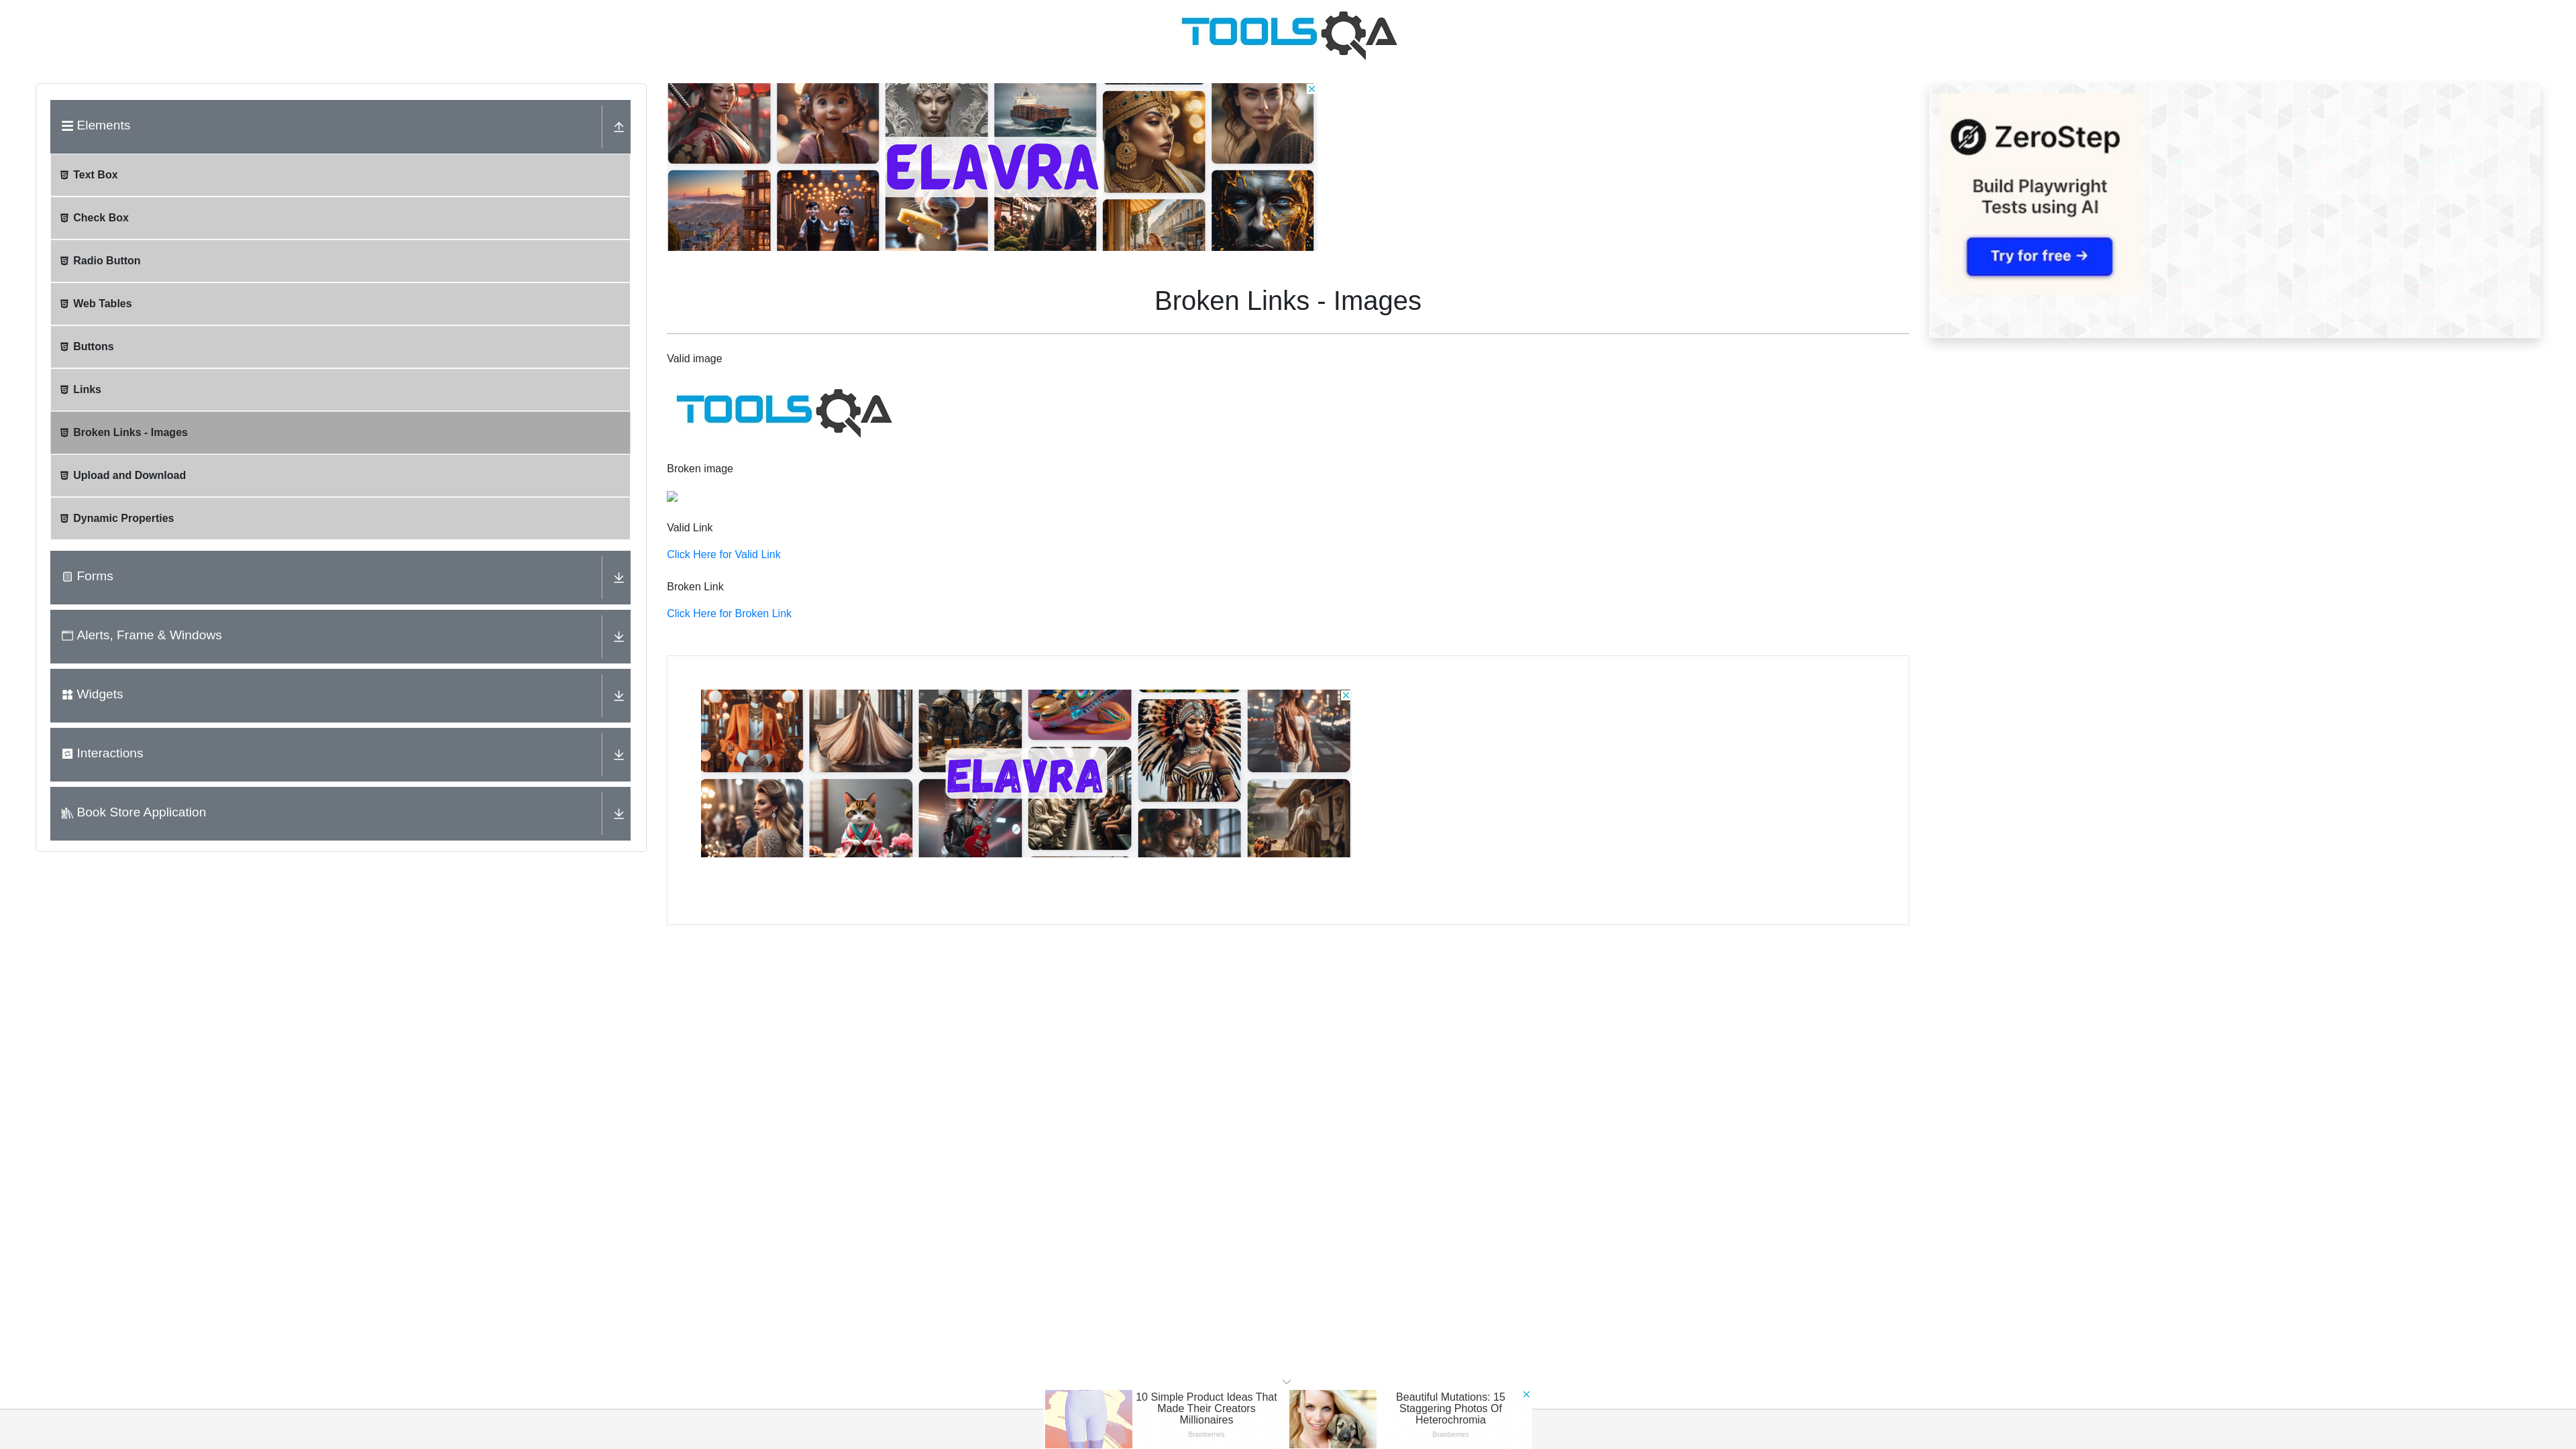 TOOLSQA
Elements
Text Box
Check Box
Radio Button
Web Tables
Buttons
Links
Broken Links - Images
Upload and Download
Dynamic Properties
Forms
Alerts, Frame & Windows
Widgets
Interactions
Book Store Application
ELAVRA
Broken Links - Images
Valid image
TOOLSQA
Broken image
Valid Link
Click Here for Valid Link
Broken Link
Click Here for Broken Link
ELAVRA
ZeroStep
Build Playwright
Tests using AI
Try for free →
10 Simple Product Ideas That
Made Their Creators
Millionaires
Brainberries
Beautiful Mutations: 15
Staggering Photos Of
Heterochromia
Brainberries